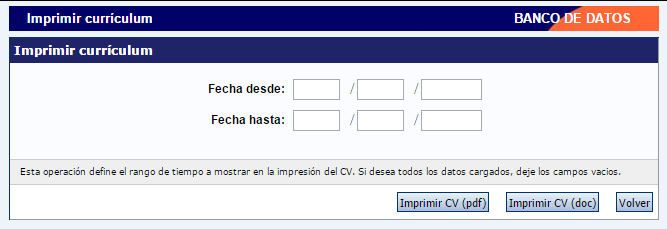 Imprimir currículum BANCO DE DATOS
Imprimir currículum
Fecha desde: / /
Fecha hasta: / /
Esta operación define el rango de tiempo a mostrar en la impresión del CV. Si desea todos los datos cargados, deje los campos vacios.
Imprimir CV (pdf) Imprimir CV (doc) Volver